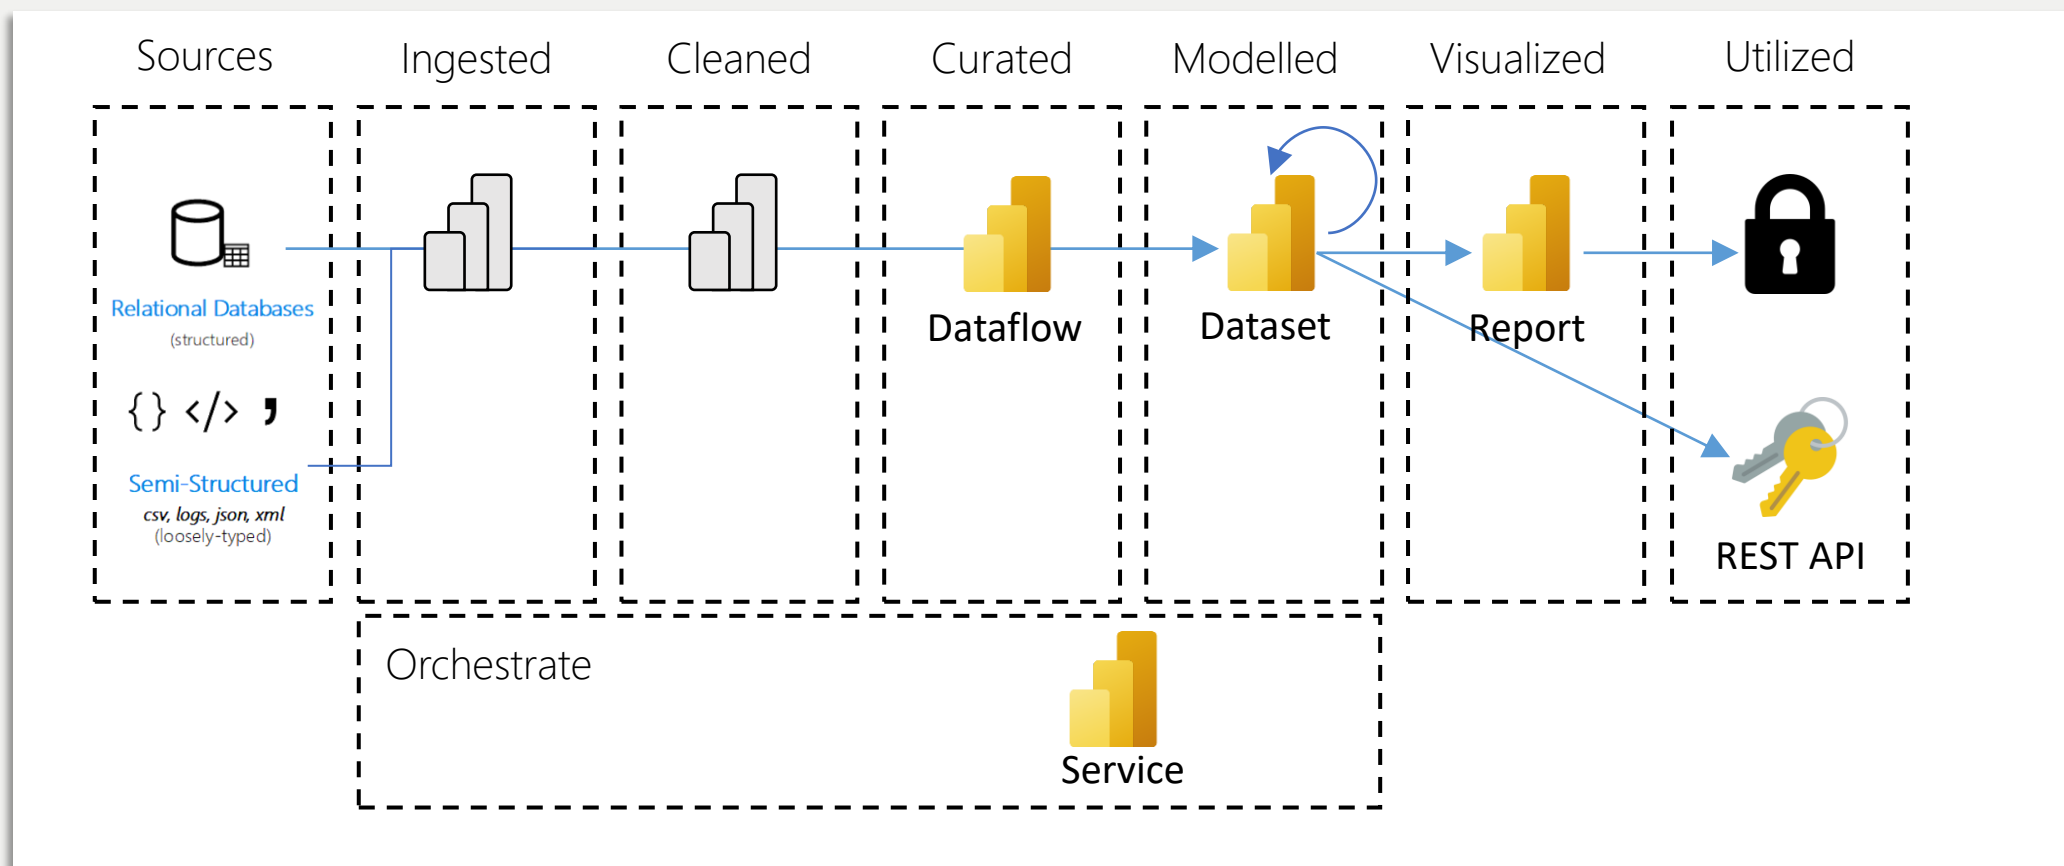 Sources
Ingested
Cleaned
Curated
Modelled
Visualized
Utilized
Relational Databases
(structured)
{} </> ,
Semi-Structured
csv, logs, json, xml
(loosely-typed)
Dataflow
Dataset
Report
REST API
Orchestrate
Service